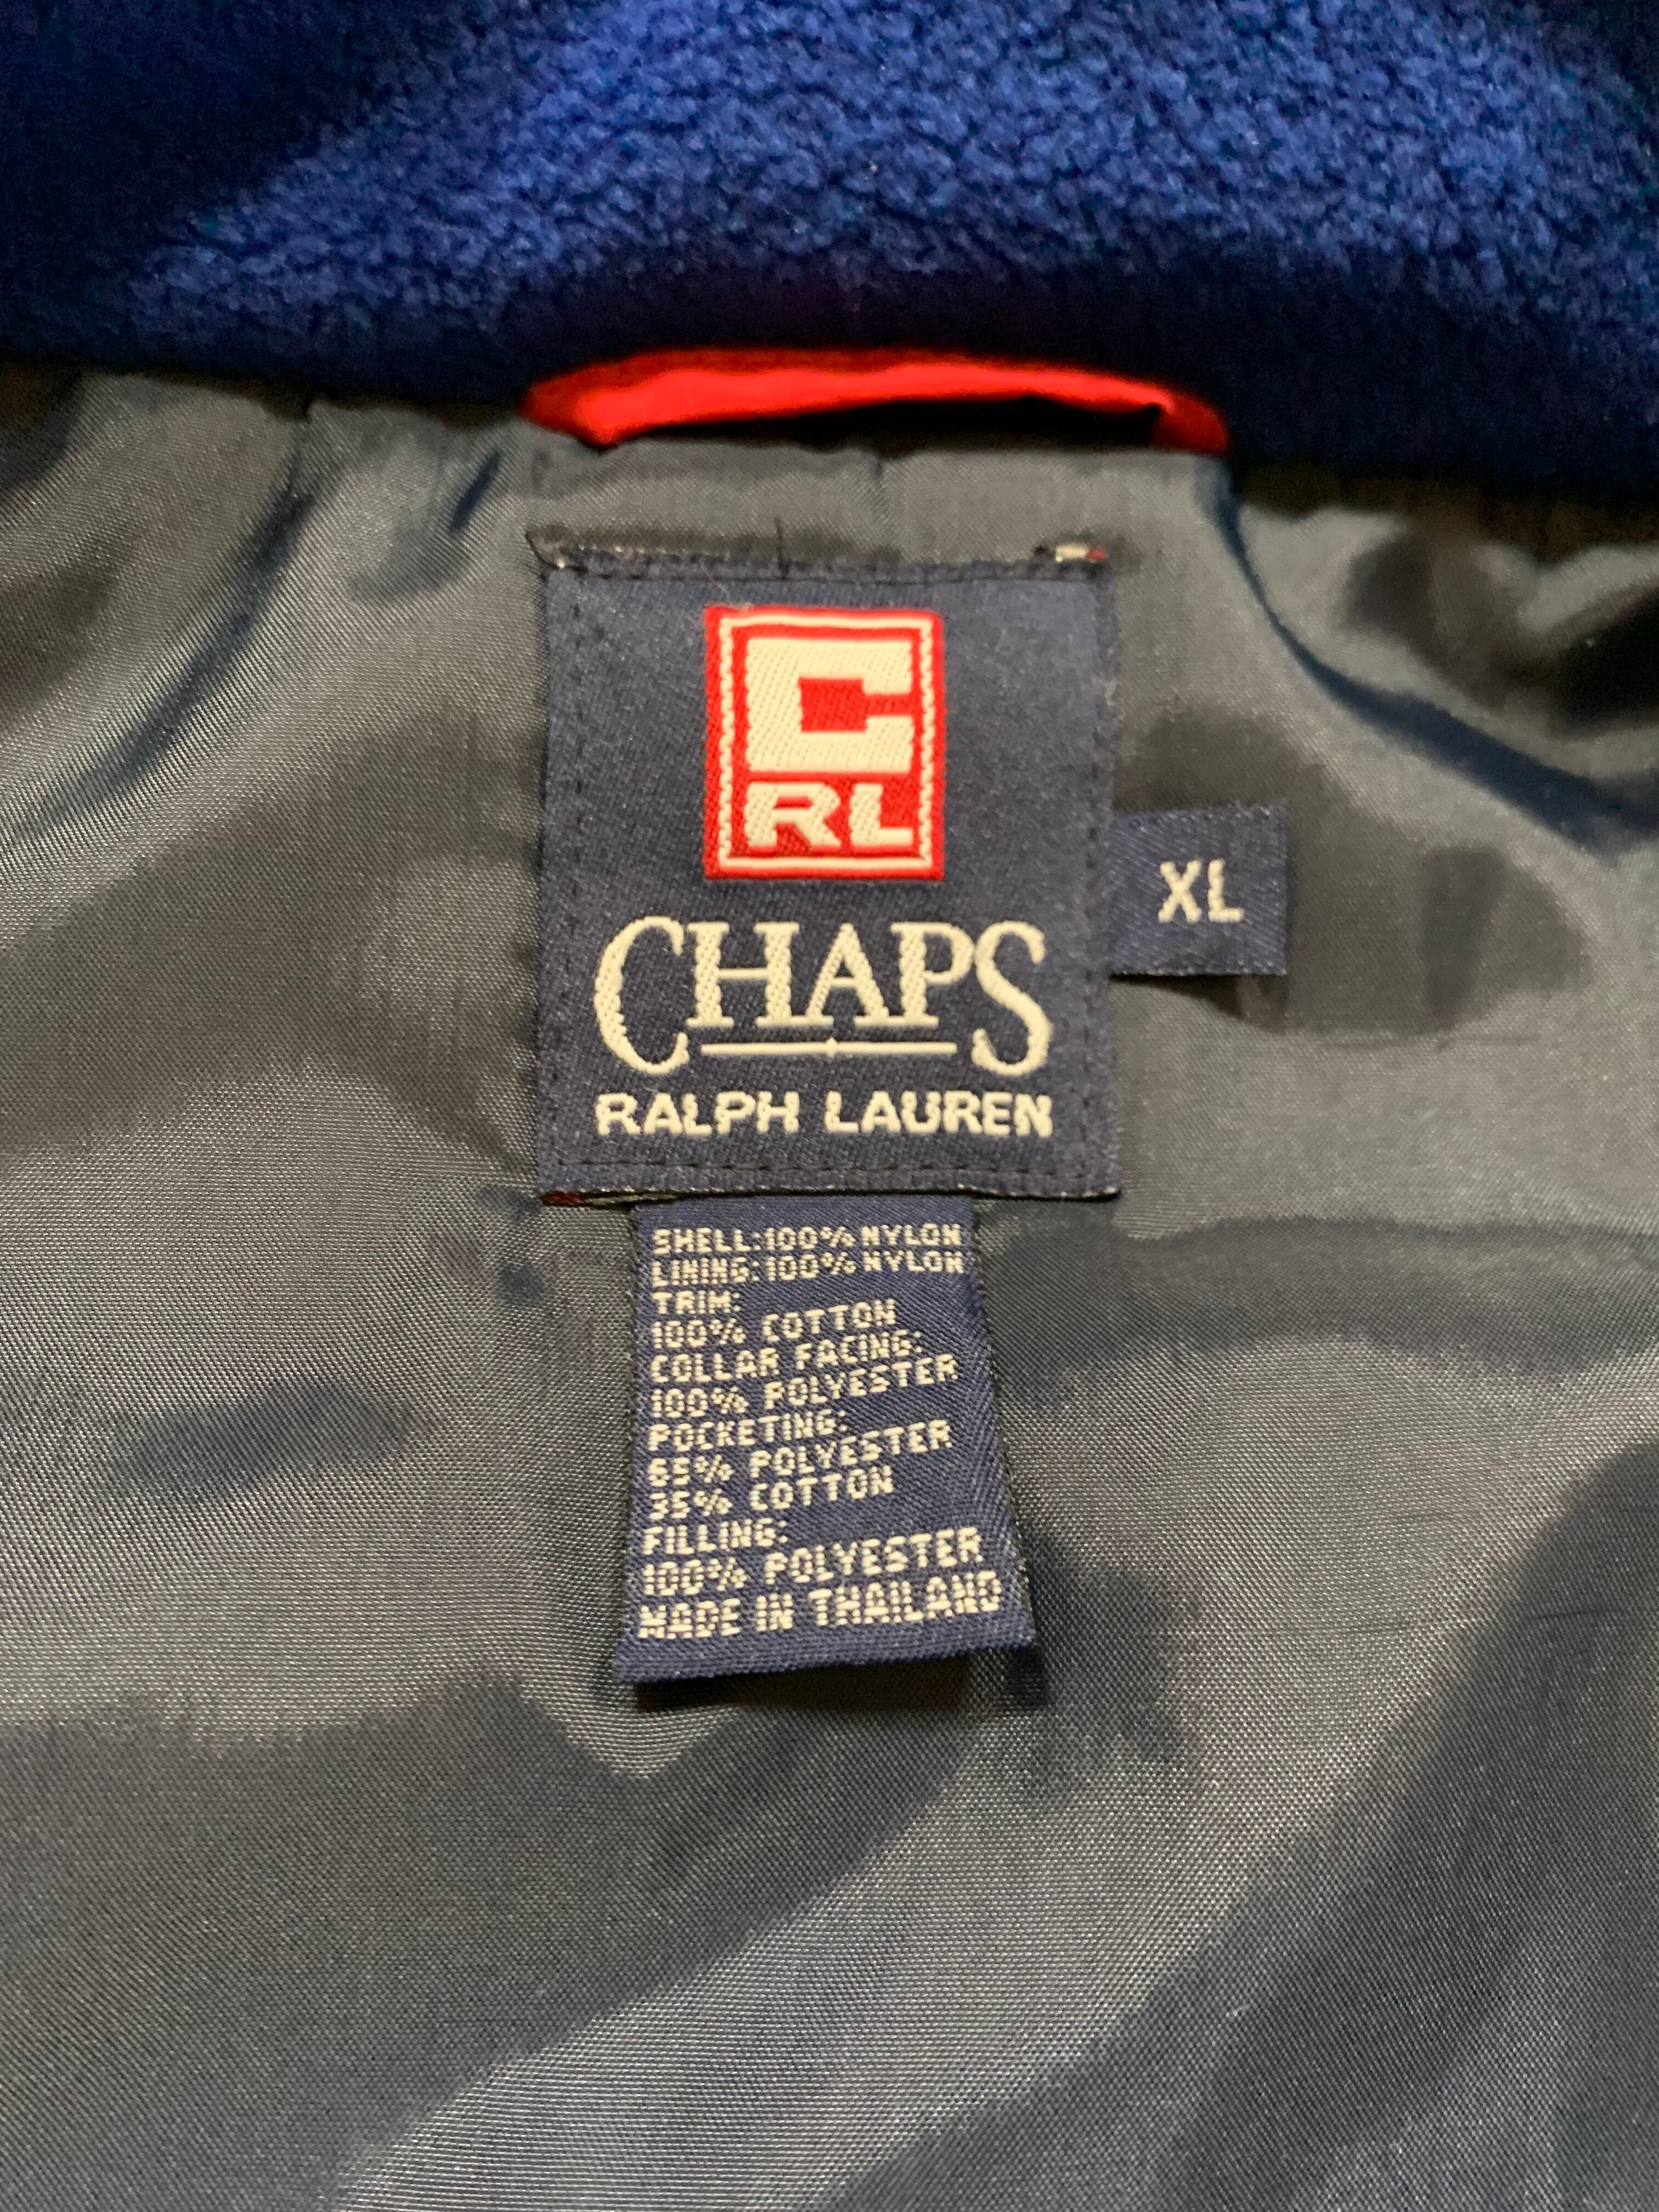 C
RL
CHAPS
RALPH LAUREN
XL
SHELL:100% NYLON
LINING:100% NYLON
TRIM:
100% COTTON
COLLAR FACING:
100% POLYESTER
POCKETING:
65% POLYESTER
35% COTTON
FILLING:
100% POLYESTER
MADE IN THAILAND